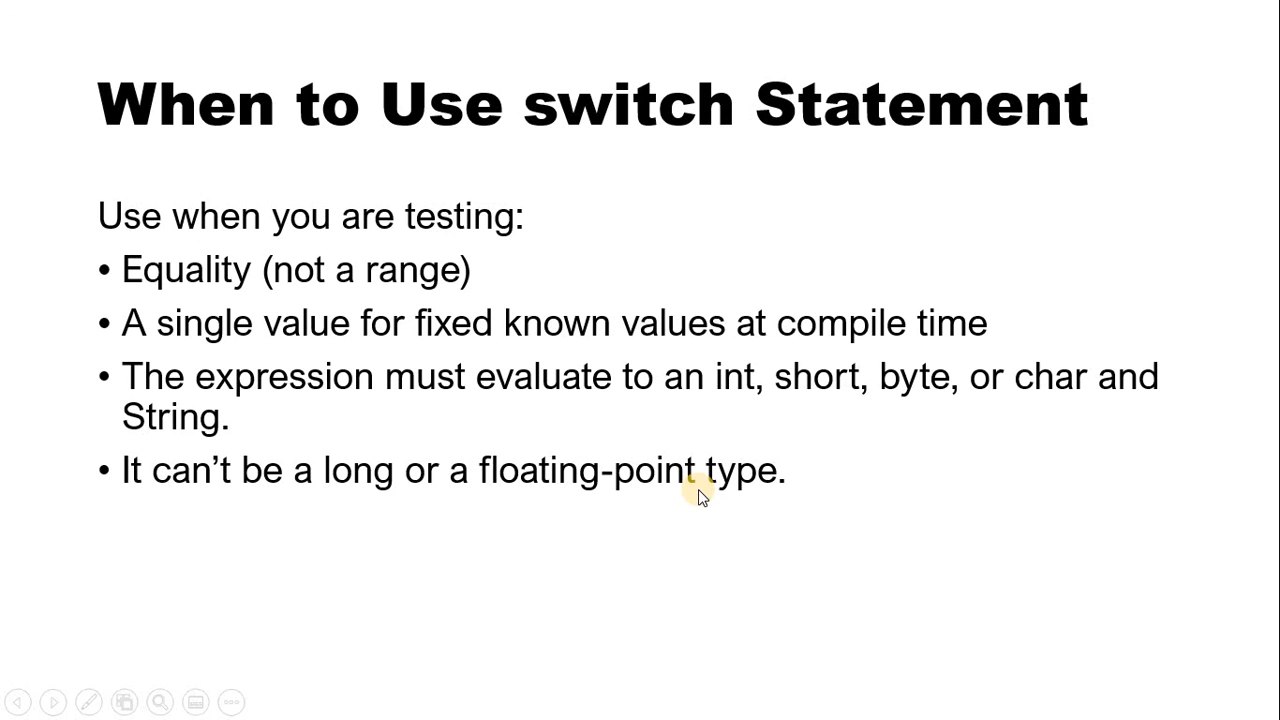 When to Use switch Statement
Use when you are testing:
• Equality (not a range)
• A single value for fixed known values at compile time
• The expression must evaluate to an int, short, byte, or char and
String.
• It can’t be a long or a floating-point type.